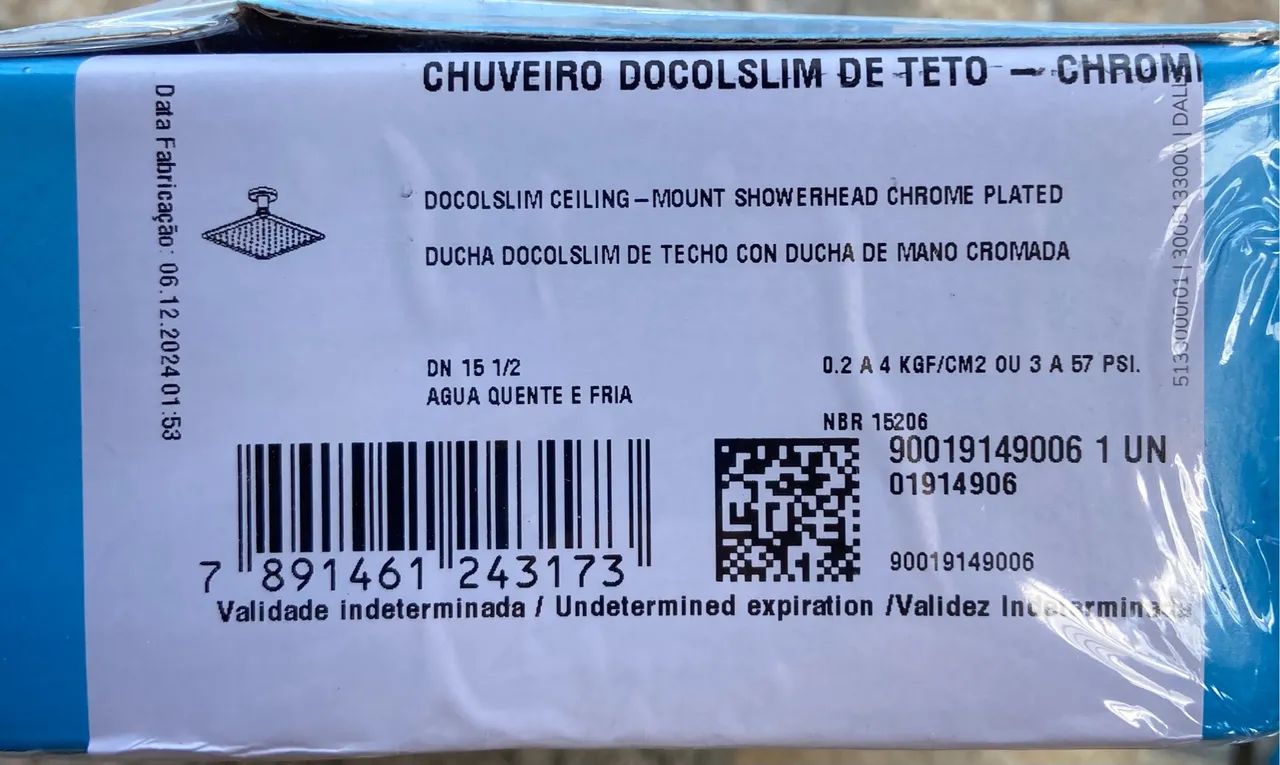 CHUVEIRO DOCOLSLIM DE TETO - - CHROM
Data Fabricação : 06.12.2024 01:53
DOCOLSLIM CEILING-MOUNT SHOWERHEAD CHROME PLATED
DUCHA DOCOLSLIM DE TECHO CON DUCHA DE MANO CROMADA
DN 15 1/2
0.2 A 4 KGF/CM2 OU 3 A 57 PSI.
AGUA QUENTE E FRIA
NBR 15206
90019149006 1 UN
01914906
90019149006
7 891461 243173
Validade indeterminada / Undetermined expiration /Validez Indeterminada